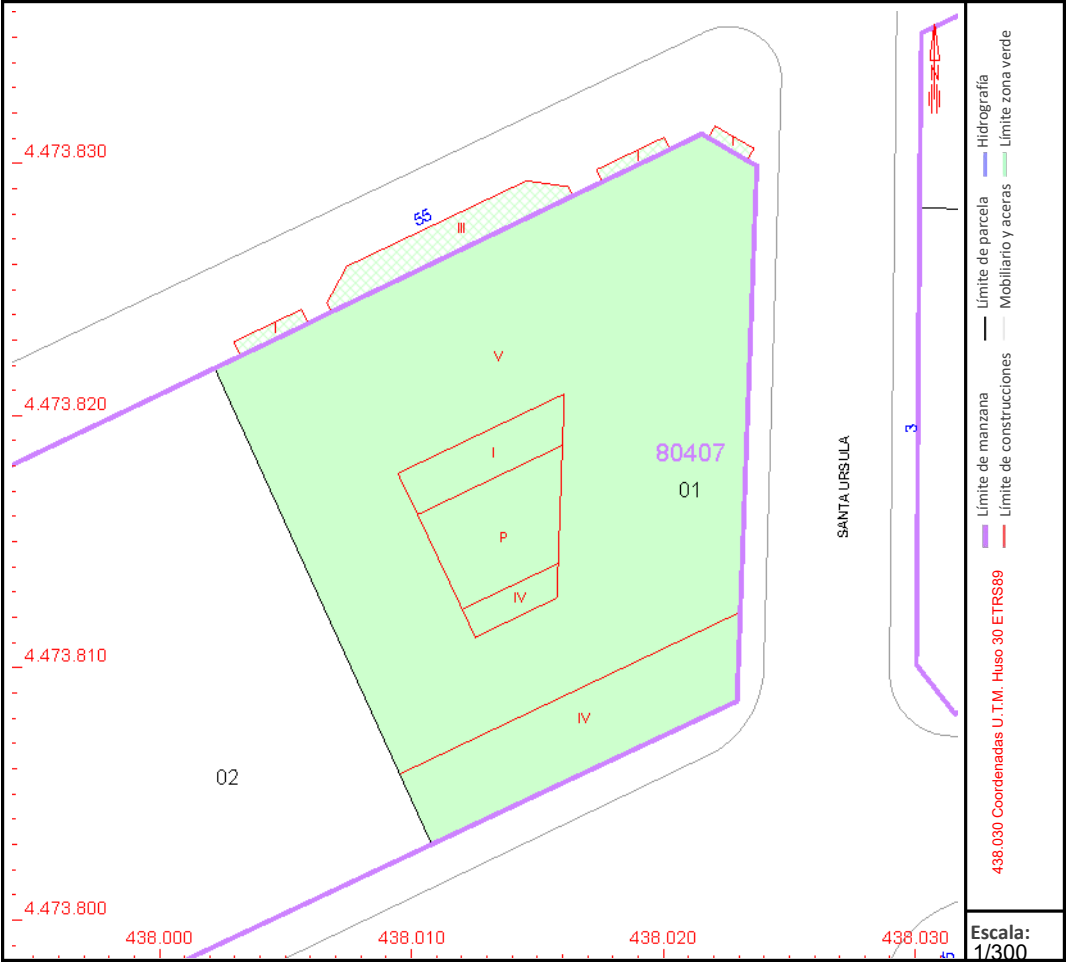 4.473.830
4.473.820
4.473.810
4.473.800
438.000
438.010
438.020
438.030
I
I
55
III
I
V
I
P
IV
IV
80407
01
02
SANTA URSULA
3
5
N
Límite de manzana
Límite de parcela
Hidrografía
Límite de construcciones
Mobiliario y aceras
Límite zona verde
438.030 Coordenadas U.T.M. Huso 30 ETRS89
Escala:
1/300